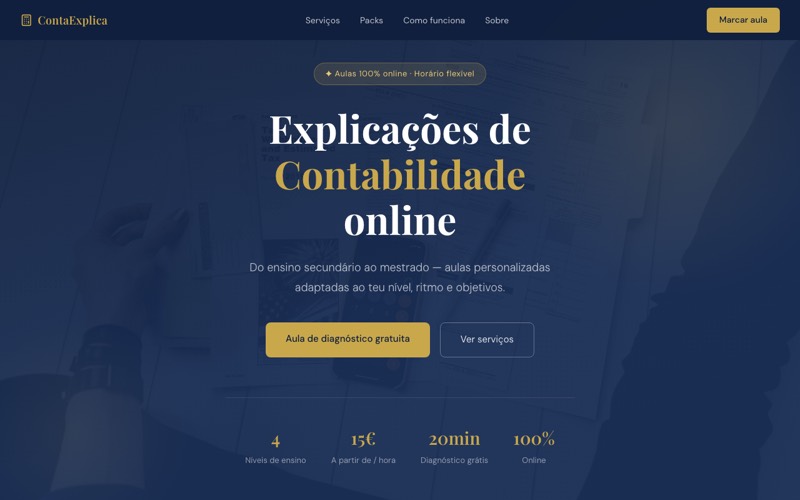 ContaExplica
Serviços
Packs
Como funciona
Sobre
Marcar aula
✦ Aulas 100% online · Horário flexível
Explicações de
Contabilidade
online
Do ensino secundário ao mestrado — aulas personalizadas
adaptadas ao teu nível, ritmo e objetivos.
Aula de diagnóstico gratuita
Ver serviços
4
Níveis de ensino
15€
A partir de / hora
20min
Diagnóstico grátis
100%
Online